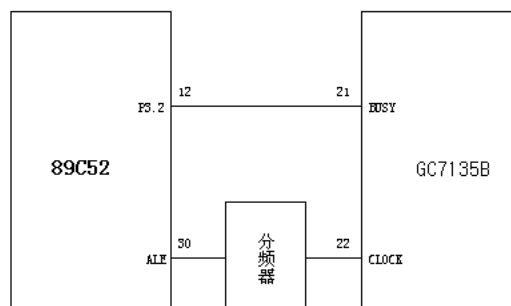 12
21
P3.2
BUSY
89C52
GC7135B
30
分频器
22
ALE
CLOCK